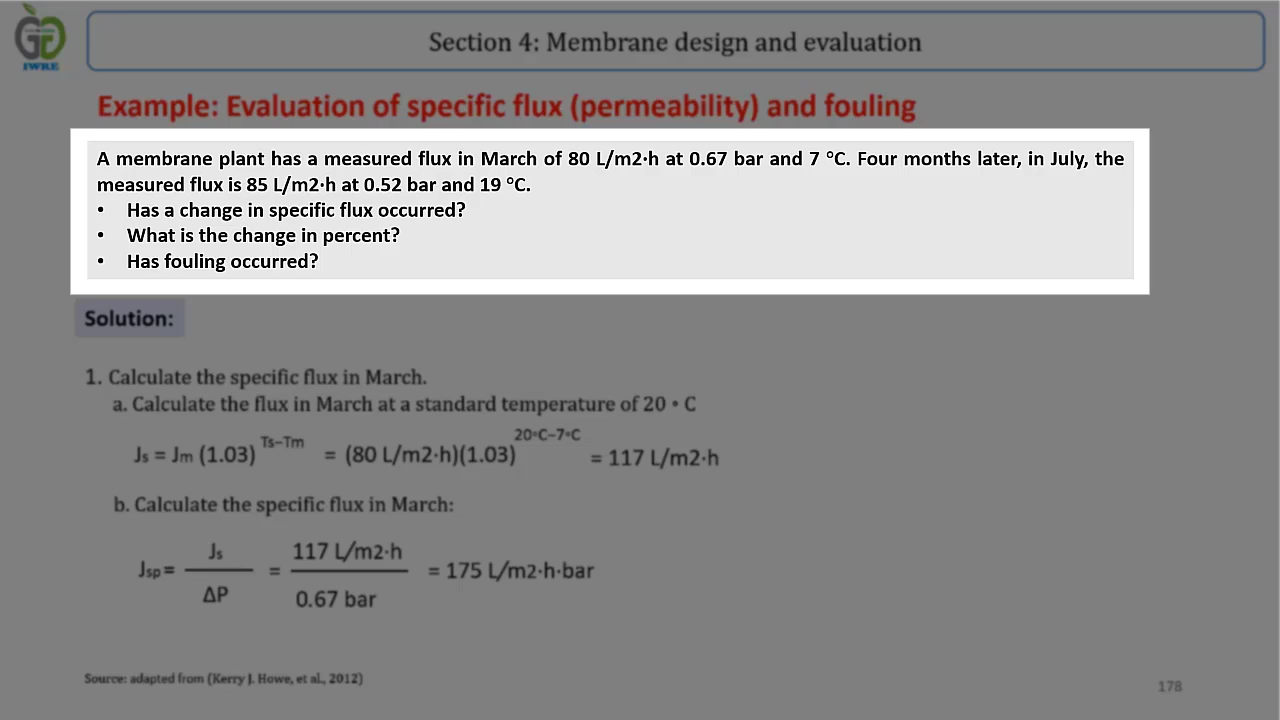 IWRE
Section 4: Membrane design and evaluation
Example: Evaluation of specific flux (permeability) and fouling
A membrane plant has a measured flux in March of 80 L/m2·h at 0.67 bar and 7 °C. Four months later, in July, the
measured flux is 85 L/m2·h at 0.52 bar and 19 °C.
• Has a change in specific flux occurred?
• What is the change in percent?
• Has fouling occurred?
Solution:
1. Calculate the specific flux in March.
a. Calculate the flux in March at a standard temperature of 20 • C
Js = Jm (1.03) Ts–Tm = (80 L/m2·h)(1.03) 20°C–7°C = 117 L/m2·h
b. Calculate the specific flux in March:
Jsp = Js / ΔP = 117 L/m2·h / 0.67 bar = 175 L/m2·h·bar
Source: adapted from (Kerry J. Howe, et al., 2012)
178